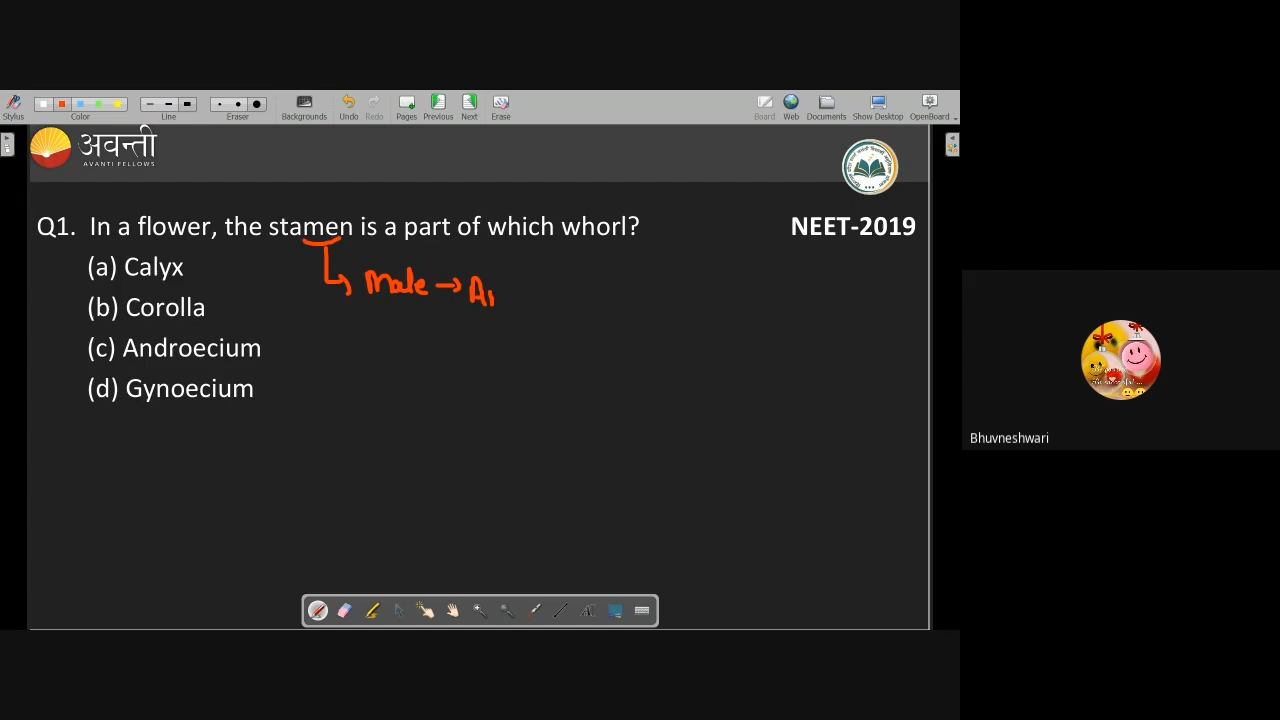 Stylus Color Line Eraser Backgrounds Undo Redo Pages Previous Next Erase Board Web Documents Show Desktop OpenBoard
अवन्ती
AVANTI FELLOWS
Q1. In a flower, the stamen is a part of which whorl? NEET-2019
(a) Calyx
Male → An
(b) Corolla
(c) Androecium
(d) Gynoecium
Bhuvneshwari